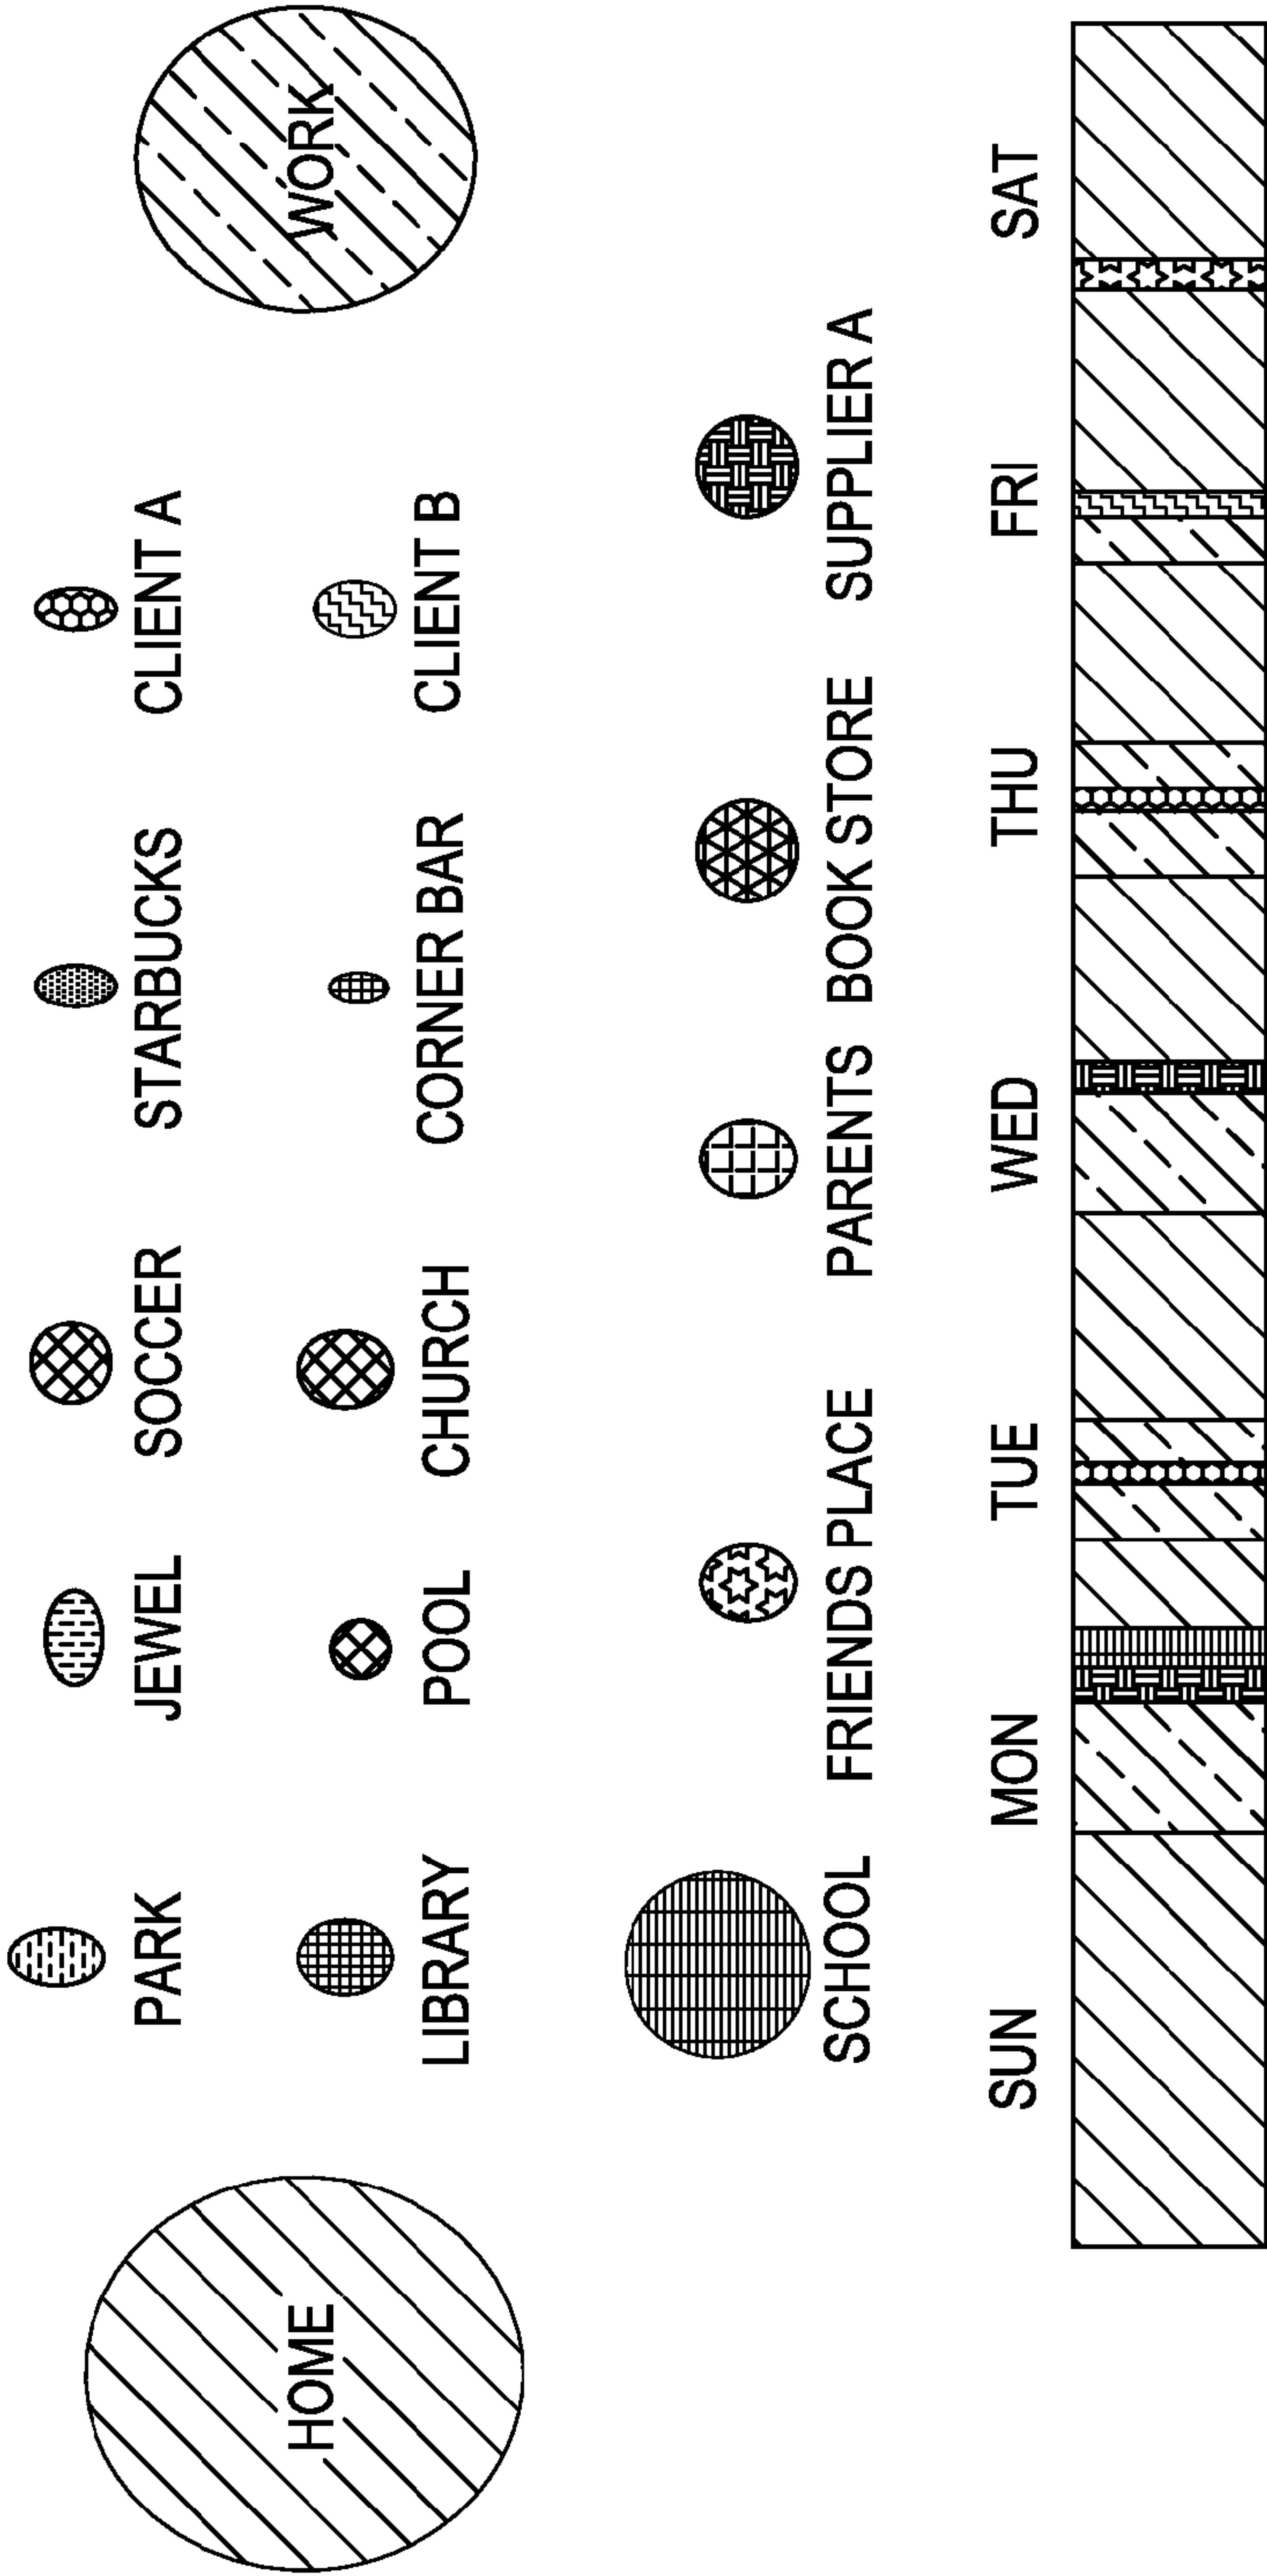 PARK
JEWEL
SOCCER
STARBUCKS
CLIENT A
HOME
LIBRARY
POOL
CHURCH
CORNER BAR
CLIENT B
WORK
SCHOOL
FRIENDS PLACE
PARENTS
BOOK STORE
SUPPLIER A
SUN
MON
TUE
WED
THU
FRI
SAT